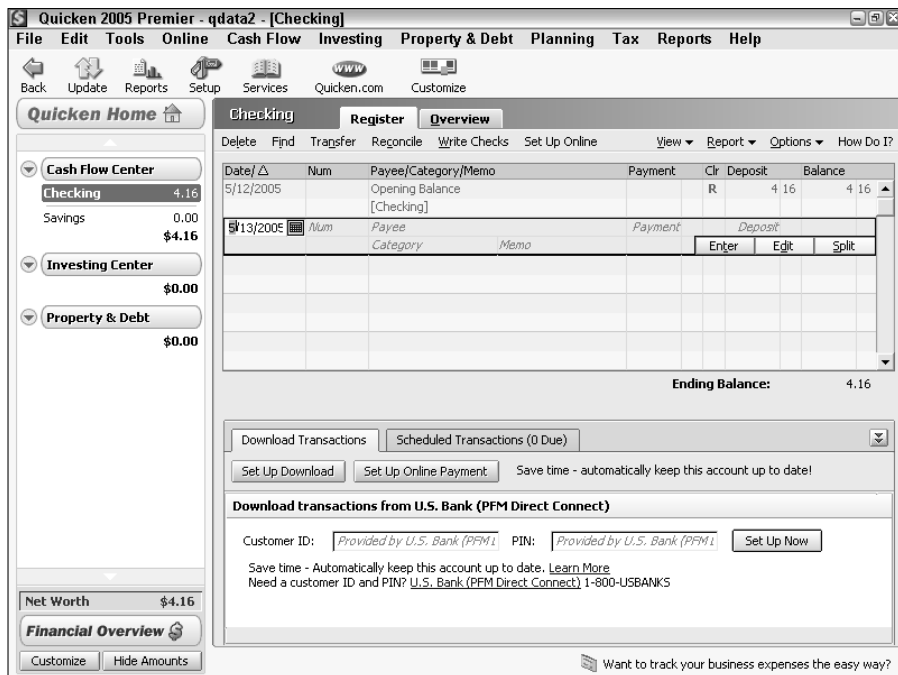 Quicken 2005 Premier - qdata2 - [Checking]
File Edit Tools Online Cash Flow Investing Property & Debt Planning Tax Reports Help
Back Update Reports Setup Services Quicken.com Customize
WWW
Quicken Home
Cash Flow Center
Checking 4.16
Savings 0.00
$4.16
Investing Center
$0.00
Property & Debt
$0.00
Net Worth $4.16
Financial Overview
Customize Hide Amounts
Checking Register Overview
Delete Find Transfer Reconcile Write Checks Set Up Online View Report Options How Do I?
Date/ Num Payee/Category/Memo Payment Clr Deposit Balance
5/12/2005 Opening Balance R 4 16 4 16
[Checking]
5/13/2005 Num Payee Payment Deposit
Category Memo Enter Edit Split
Ending Balance: 4.16
Download Transactions Scheduled Transactions (0 Due)
Set Up Download Set Up Online Payment Save time - automatically keep this account up to date!
Download transactions from U.S. Bank (PFM Direct Connect)
Customer ID: Provided by U.S. Bank (PFM PIN: Provided by U.S. Bank (PFM Set Up Now
Save time - Automatically keep this account up to date. Learn More
Need a customer ID and PIN? U.S. Bank (PFM Direct Connect) 1-800-USBANKS
Want to track your business expenses the easy way?